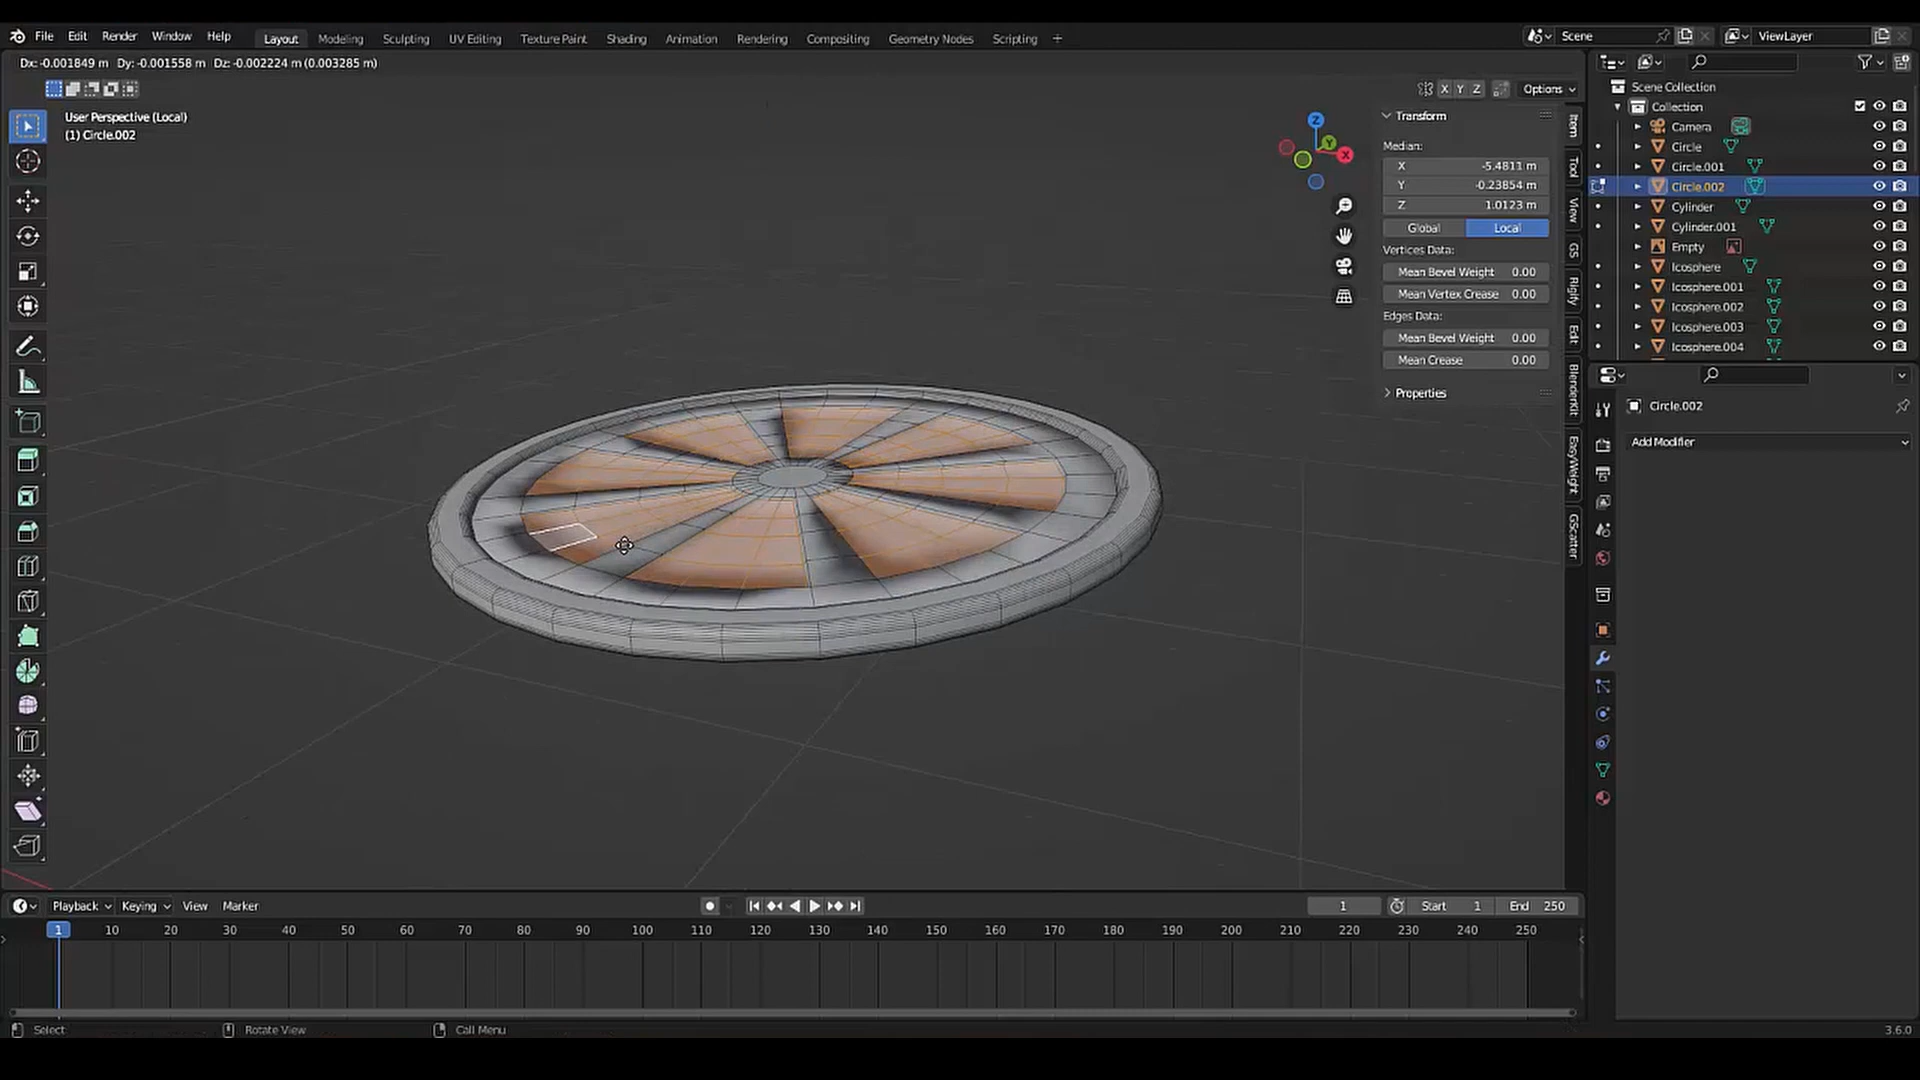 File Edit Render Window Help Layout Modeling Sculpting UV Editing Texture Paint Shading Animation Rendering Compositing Geometry Nodes Scripting + Scene ViewLayer
Dx: -0.001849 m Dy: -0.001558 m Dz: -0.002224 m (0.003285 m)
X Y Z Options
User Perspective (Local)
(1) Circle.002
Z
Y
X
Transform
Median:
X -5.4811 m
Y -0.23854 m
Z 1.0123 m
Global Local
Vertices Data:
Mean Bevel Weight 0.00
Mean Vertex Crease 0.00
Edges Data:
Mean Bevel Weight 0.00
Mean Crease 0.00
Properties
Item
Tool
View
GS
Rigify
Edit
BlenderKit
EasyWeight
GScatter
Scene Collection
Collection
Camera
Circle
Circle.001
Circle.002
Cylinder
Cylinder.001
Empty
Icosphere
Icosphere.001
Icosphere.002
Icosphere.003
Icosphere.004
Circle.002
Add Modifier
Playback Keying View Marker 1 Start 1 End 250
1 10 20 30 40 50 60 70 80 90 100 110 120 130 140 150 160 170 180 190 200 210 220 230 240 250
Select Rotate View Call Menu 3.6.0